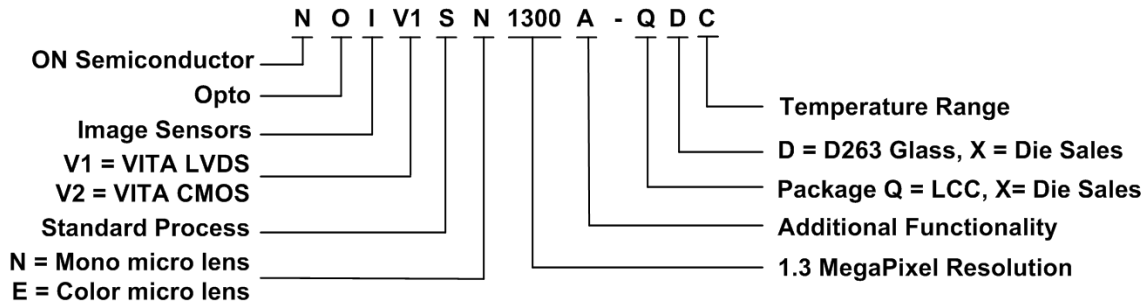 N O I V1 S N 1300 A - Q D C
ON Semiconductor
Opto
Image Sensors
V1 = VITA LVDS
V2 = VITA CMOS
Standard Process
N = Mono micro lens
E = Color micro lens
Temperature Range
D = D263 Glass, X = Die Sales
Package Q = LCC, X= Die Sales
Additional Functionality
1.3 MegaPixel Resolution